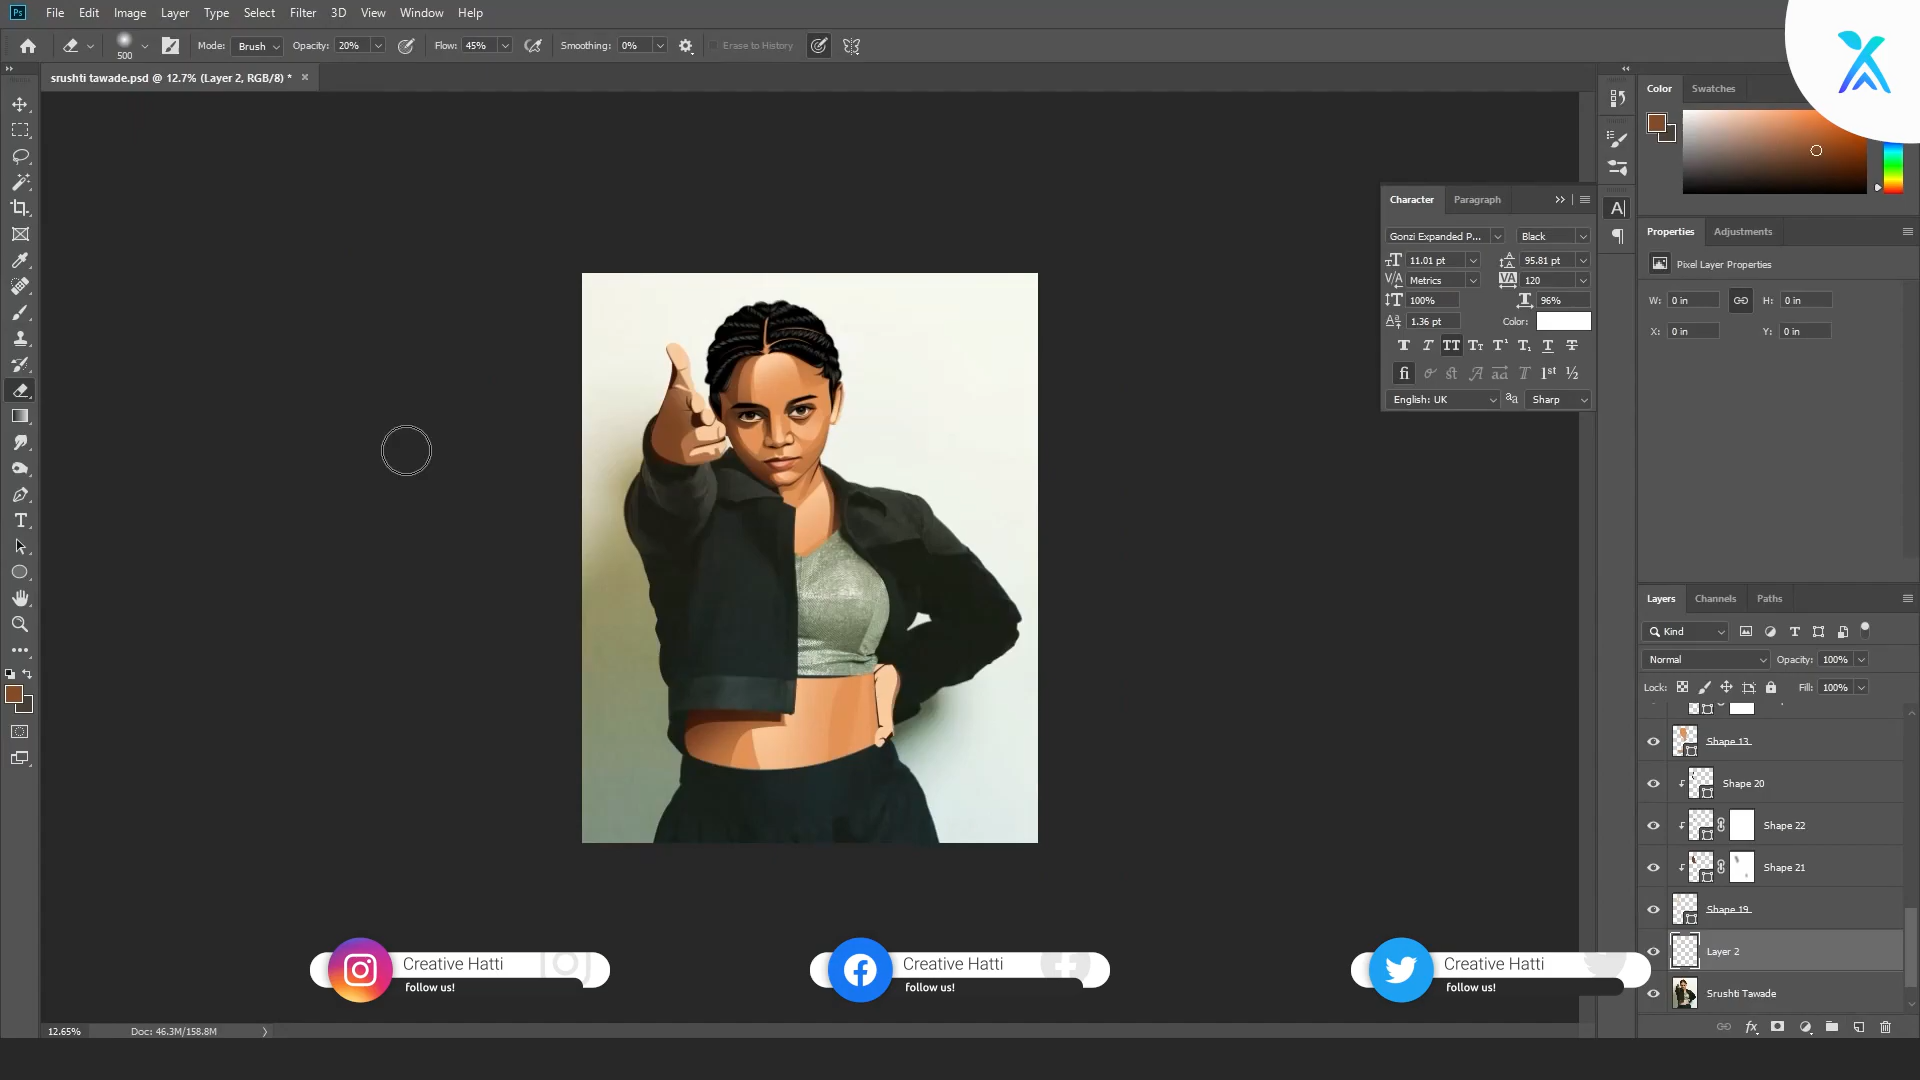 Ps File Edit Image Layer Type Select Filter 3D View Window Help
500 Mode: Brush Opacity: 20% Flow: 45% Smoothing: 0% Erase to History
srushti tawade.psd @ 12.7% (Layer 2, RGB/8) *
Color Swatches
Character Paragraph
Gonzi Expanded P... Black
11.01 pt 95.81 pt
Metrics 120
100% 96%
1.36 pt Color:
English: UK Sharp
Properties Adjustments
Pixel Layer Properties
W: 0 in H: 0 in
X: 0 in Y: 0 in
Layers Channels Paths
Kind
Normal Opacity: 100%
Lock: Fill: 100%
Shape 13
Shape 20
Shape 22
Shape 21
Shape 19
Layer 2
Srushti Tawade
Creative Hatti
follow us!
Creative Hatti
follow us!
Creative Hatti
follow us!
12.65% Doc: 46.3M/158.8M